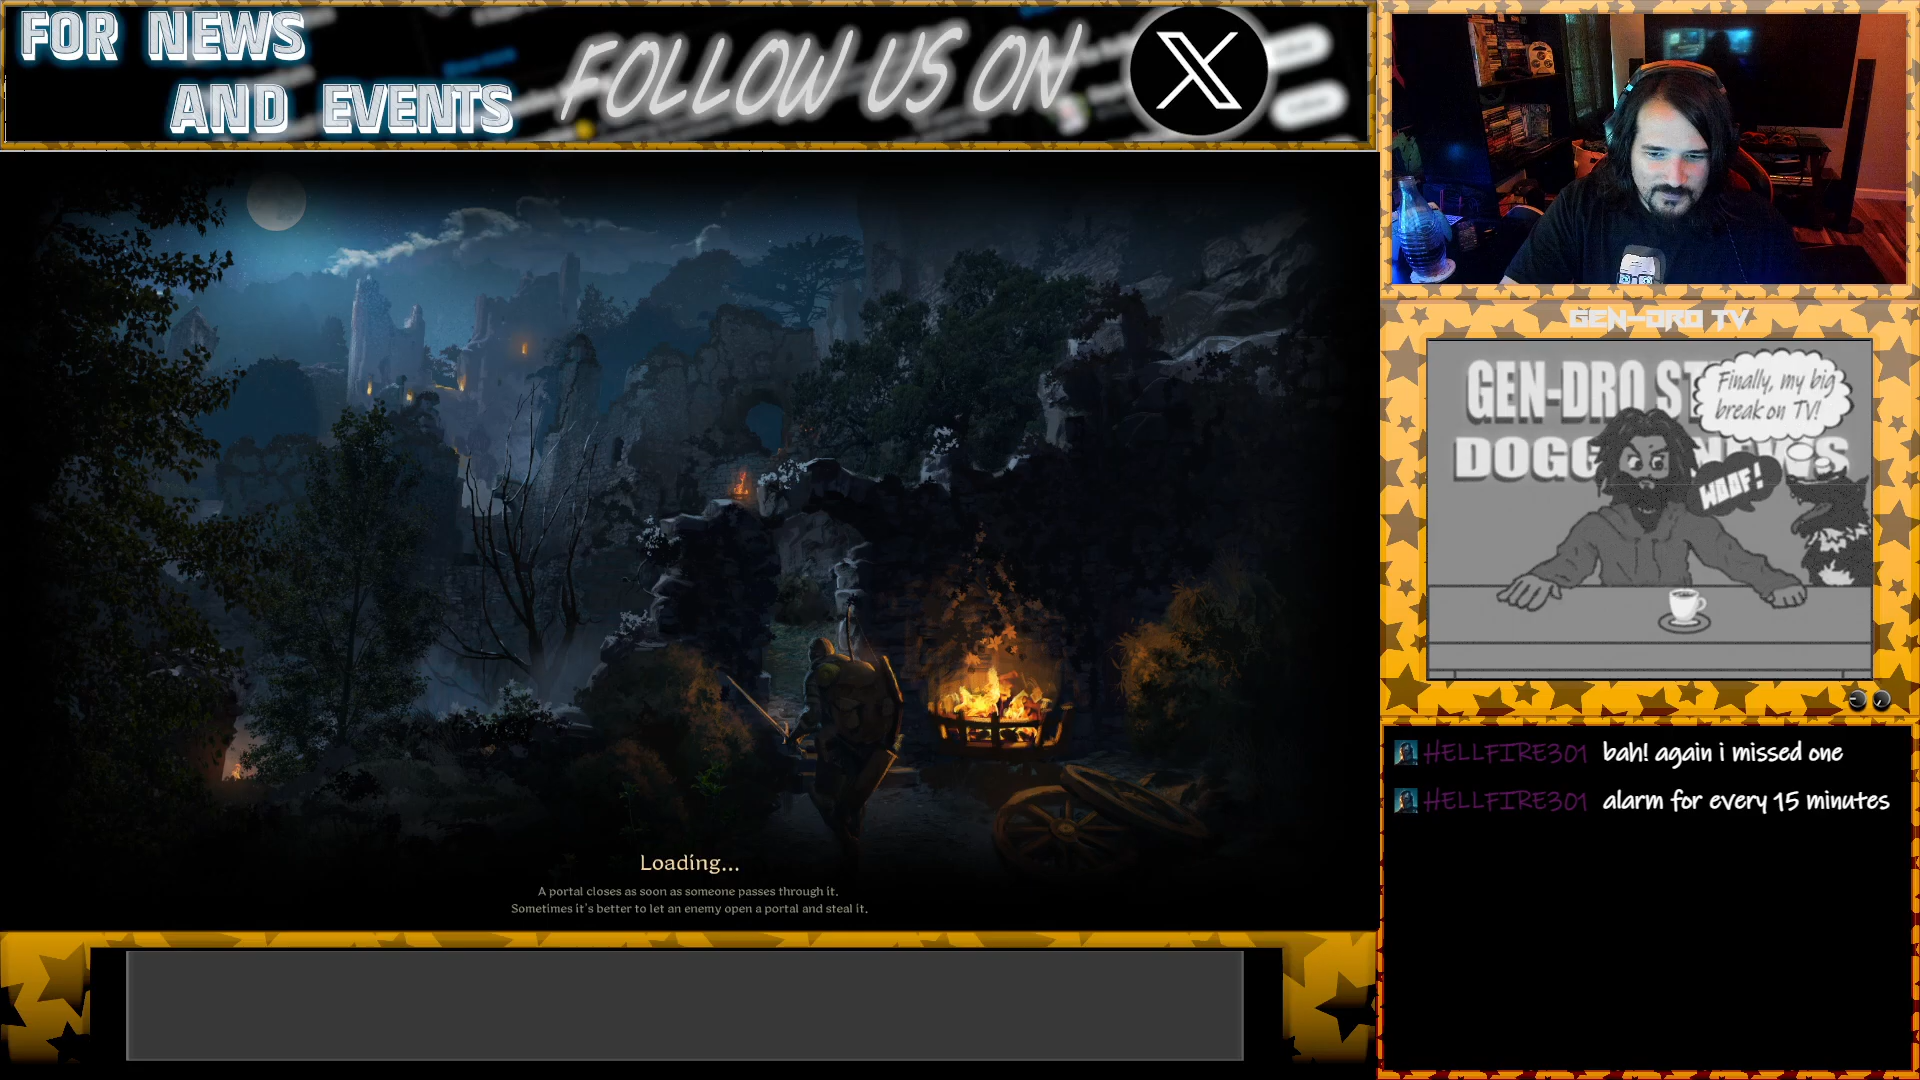 FOR NEWS
AND EVENTS
FOLLOW US ON X
GEN-DRO TV
GEN-DRO ST
Finally, my big
break on TV!
DOGG
WOOF!
HELLFIRE301 bah! again i missed one
HELLFIRE301 alarm for every 15 minutes
Loading...
A portal closes as soon as someone passes through it.
Sometimes it's better to let an enemy open a portal and steal it.